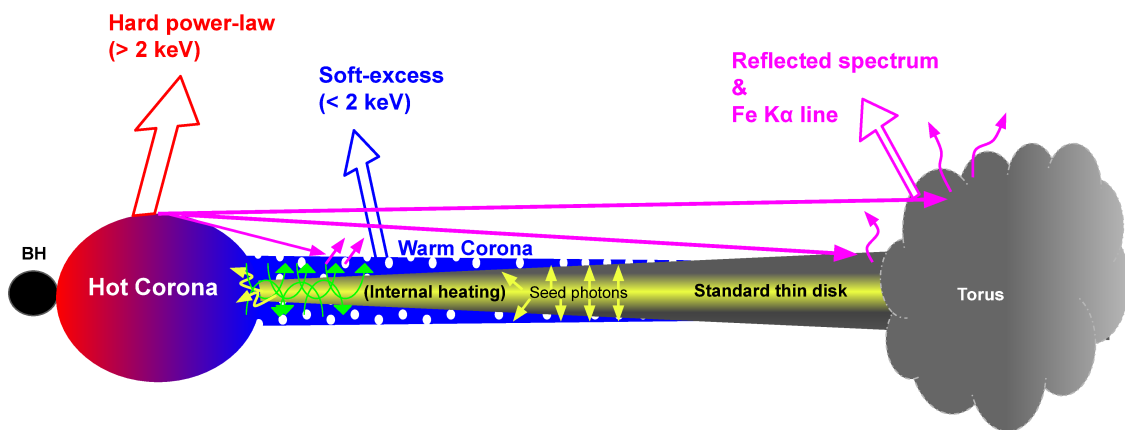 Hard power-law
(> 2 keV)
Soft-excess
(< 2 keV)
Reflected spectrum
&
Fe Kα line
BH
Hot Corona
Warm Corona
(Internal heating)
Seed photons
Standard thin disk
Torus